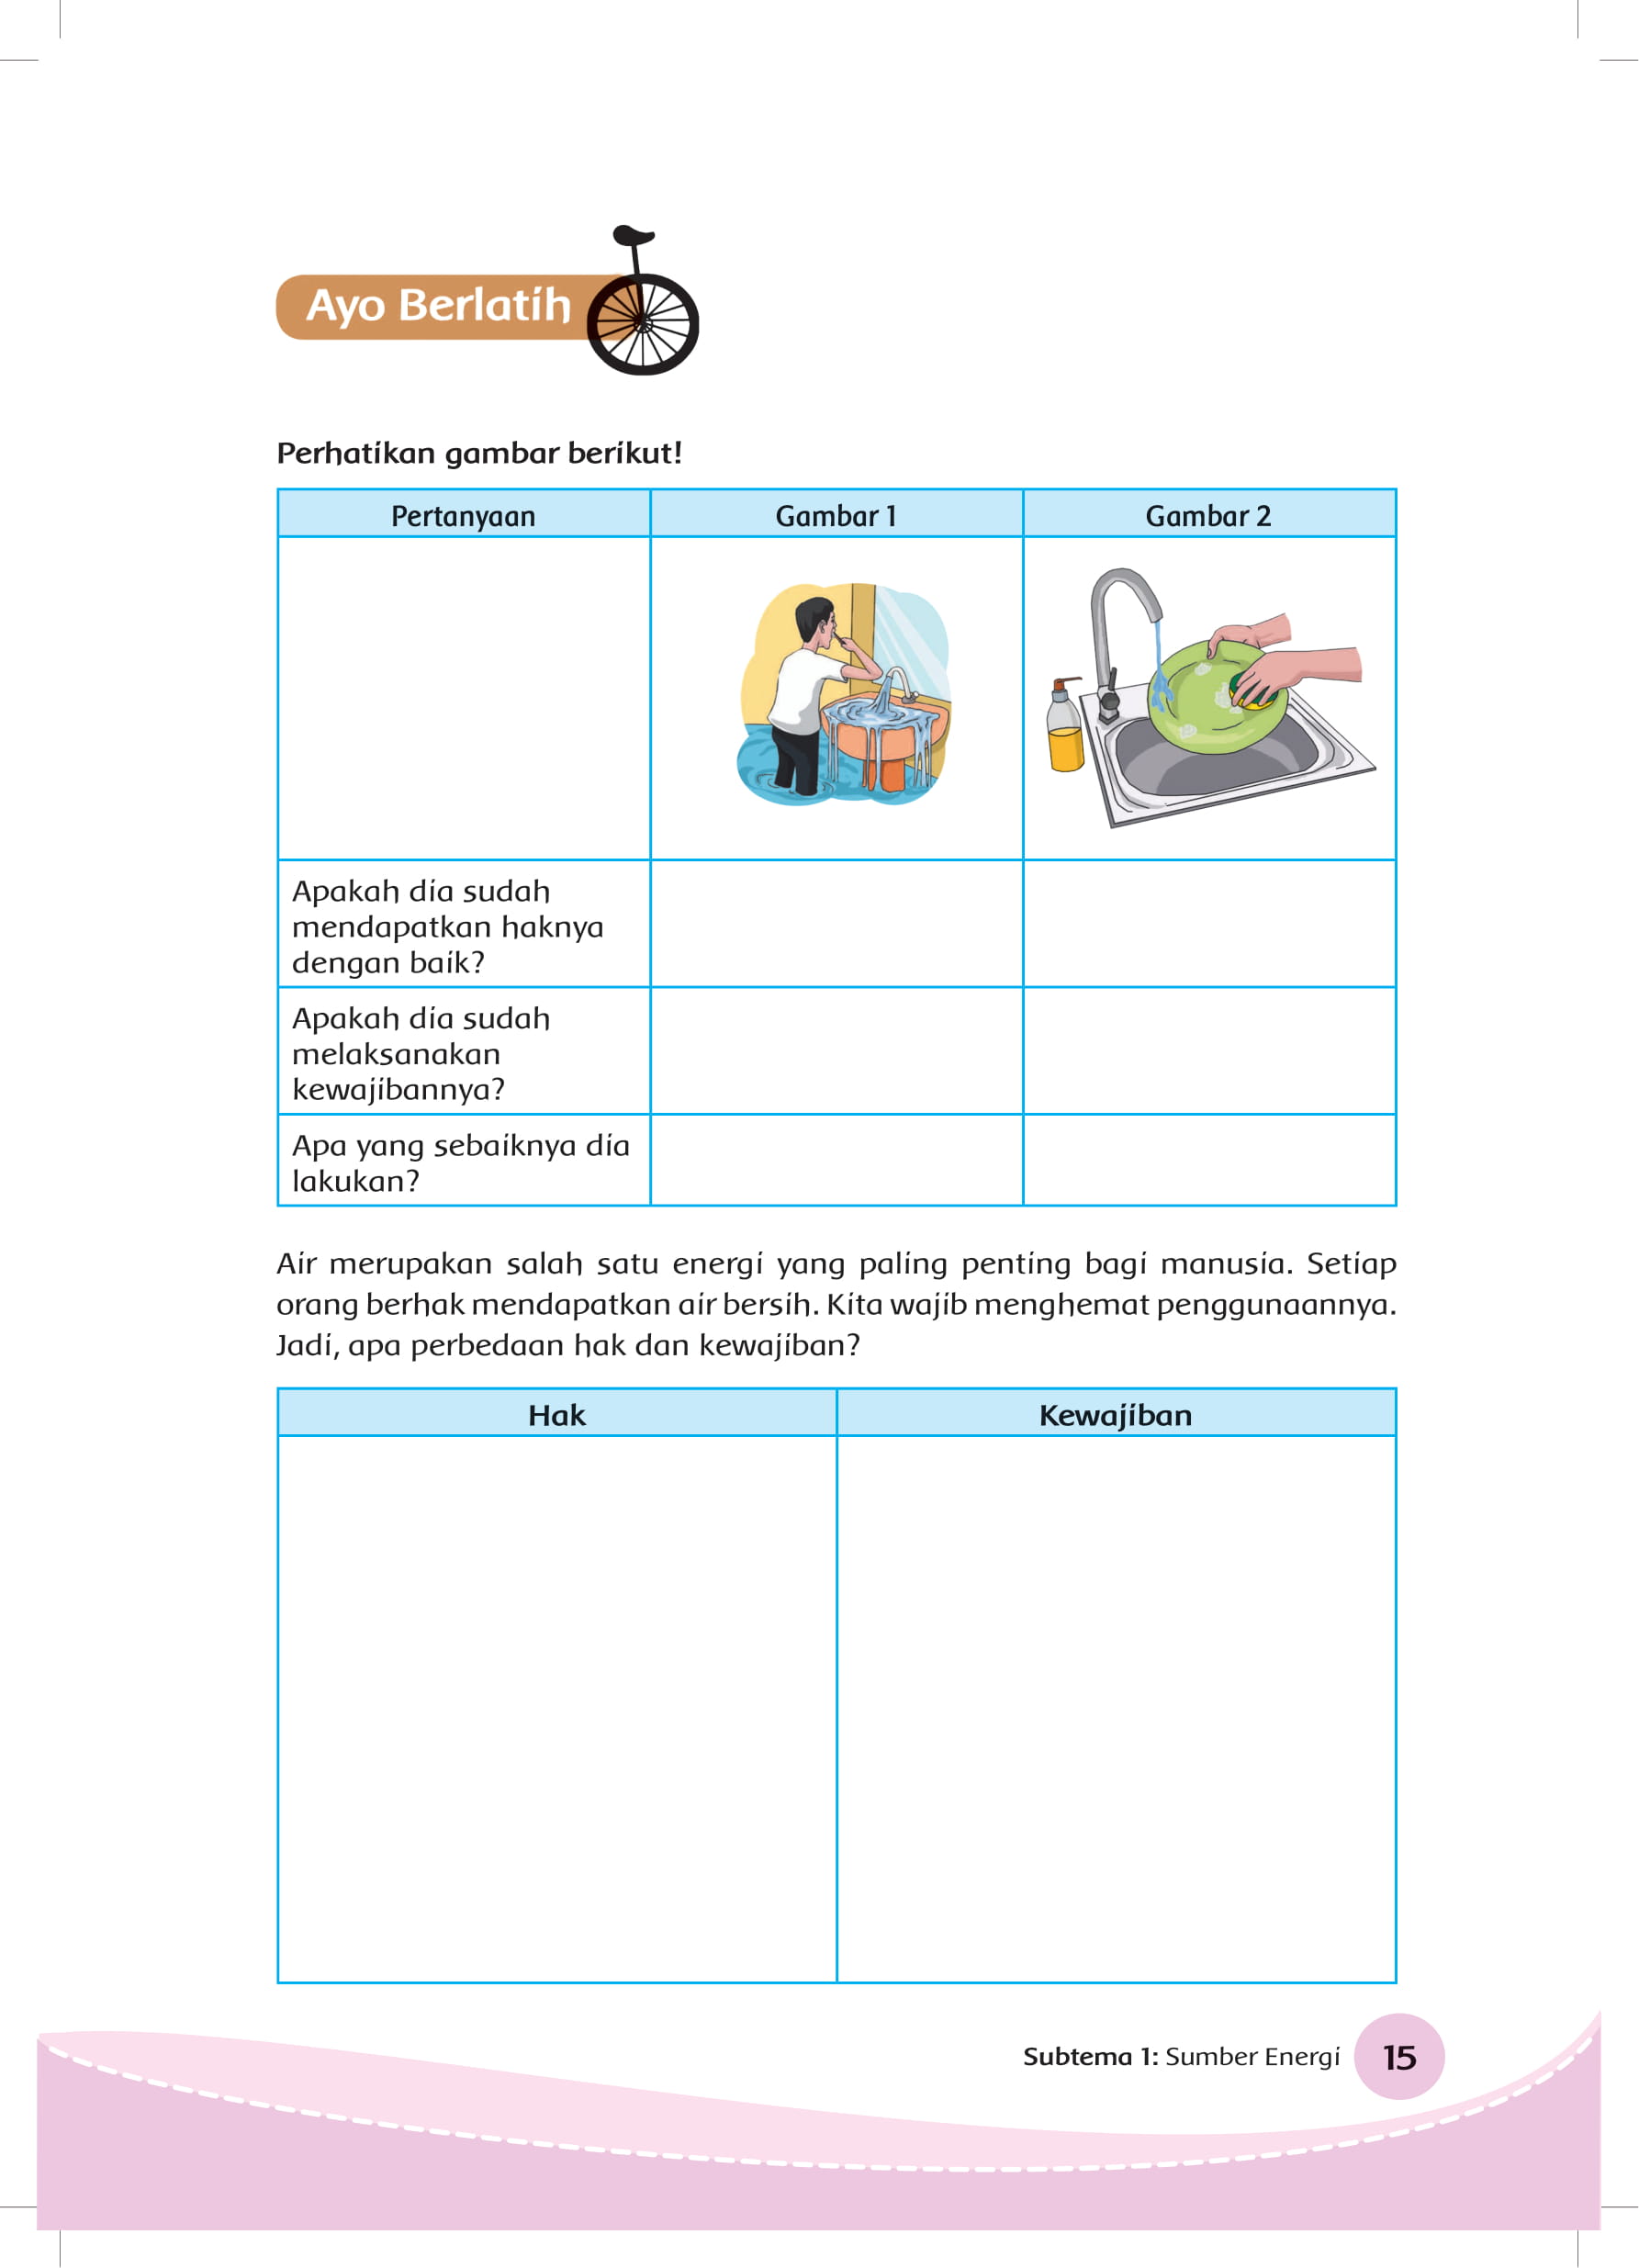 Ayo Berlatih
Perhatikan gambar berikut!
Pertanyaan
Gambar 1
Gambar 2
Apakah dia sudah
mendapatkan haknya
dengan baik?
Apakah dia sudah
melaksanakan
kewajibannya?
Apa yang sebaiknya dia
lakukan?
Air merupakan salah satu energi yang paling penting bagi manusia. Setiap
orang berhak mendapatkan air bersih. Kita wajib menghemat penggunaannya.
Jadi, apa perbedaan hak dan kewajiban?
Hak
Kewajiban
Subtema 1: Sumber Energi
15